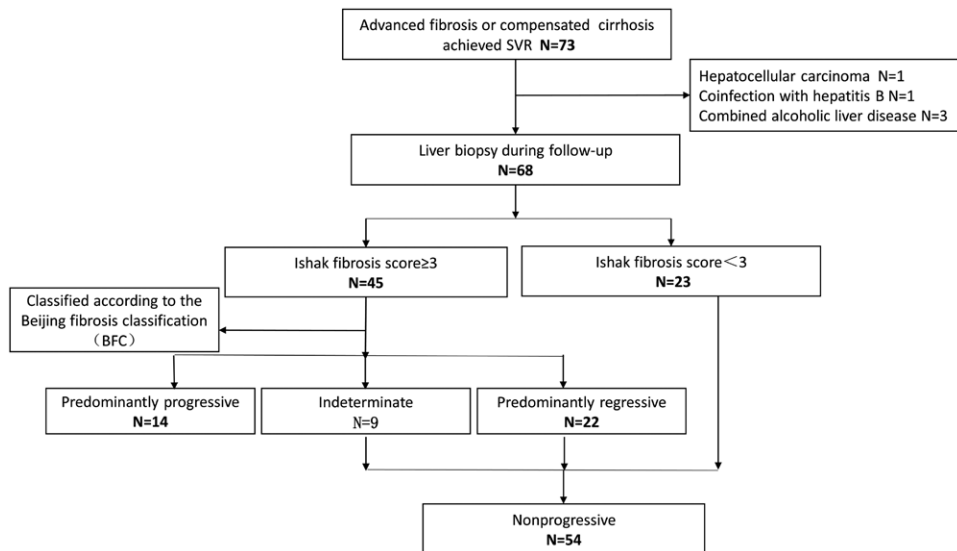 Advanced fibrosis or compensated cirrhosis
achieved SVR N=73
Hepatocellular carcinoma N=1
Coinfection with hepatitis B N=1
Combined alcoholic liver disease N=3
Liver biopsy during follow-up
N=68
Ishak fibrosis score≥3
N=45
Ishak fibrosis score<3
N=23
Classified according to the
Beijing fibrosis classification
（BFC）
Predominantly progressive
N=14
Indeterminate
N=9
Predominantly regressive
N=22
Nonprogressive
N=54